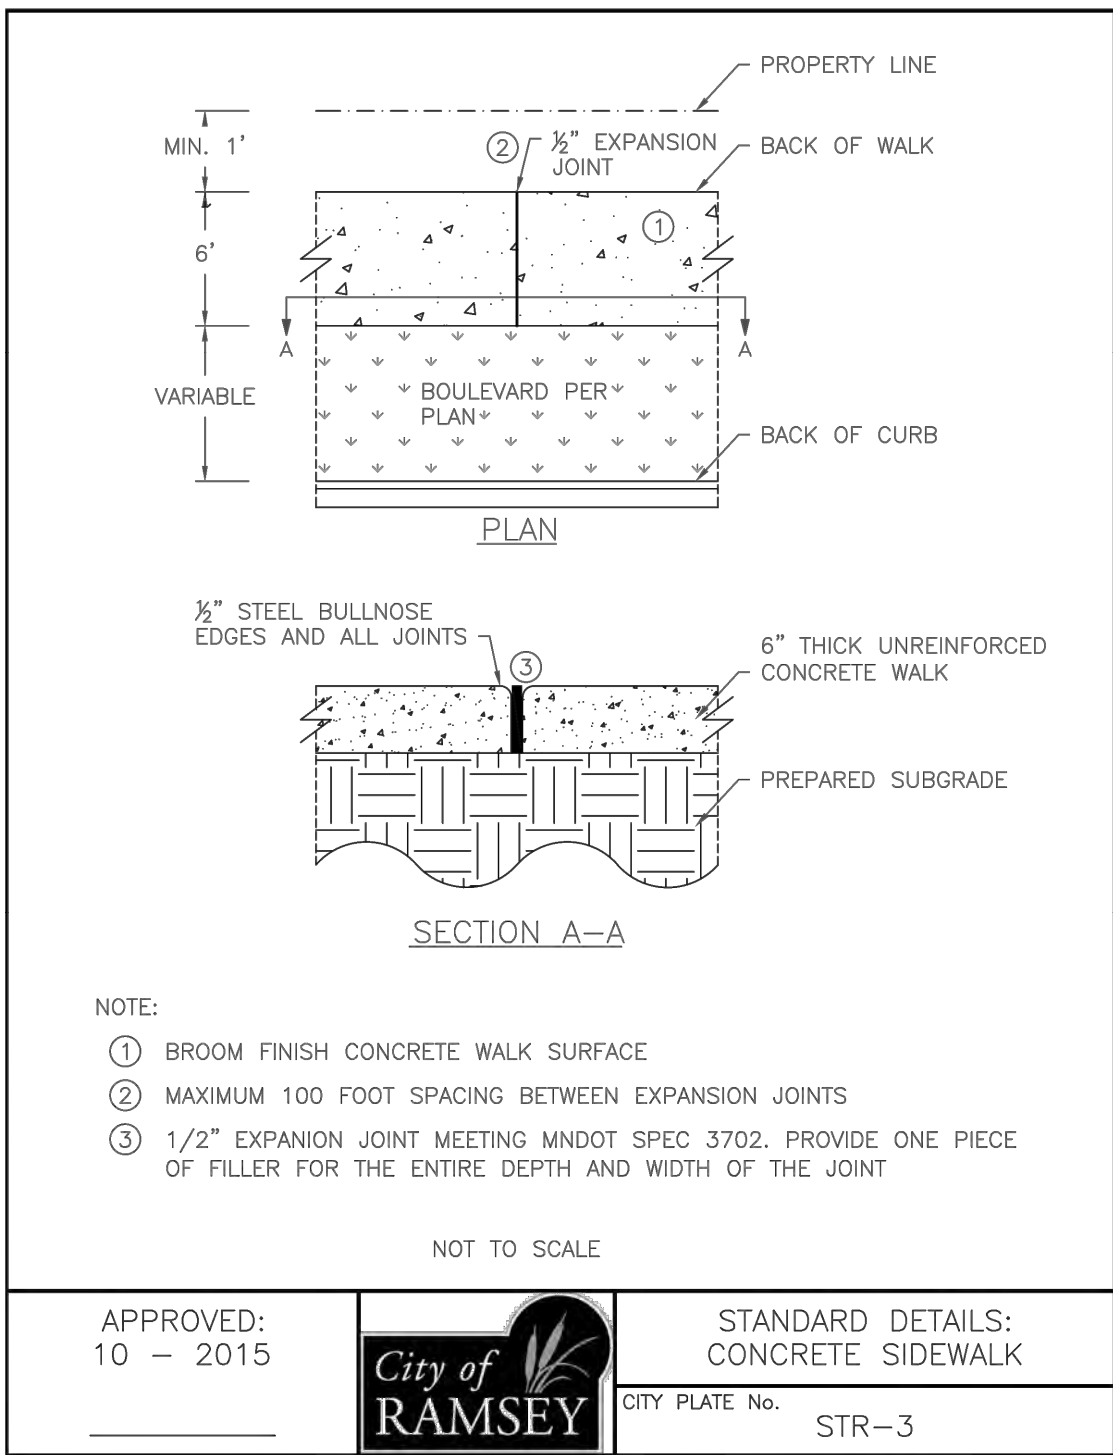 PROPERTY LINE
MIN. 1'
② ½" EXPANSION
JOINT
BACK OF WALK
①
6'
A
A
VARIABLE
BOULEVARD PER
PLAN
BACK OF CURB
PLAN
½" STEEL BULLNOSE
EDGES AND ALL JOINTS
③
6" THICK UNREINFORCED
CONCRETE WALK
PREPARED SUBGRADE
SECTION A-A
NOTE:
① BROOM FINISH CONCRETE WALK SURFACE
② MAXIMUM 100 FOOT SPACING BETWEEN EXPANSION JOINTS
③ 1/2" EXPANION JOINT MEETING MNDOT SPEC 3702. PROVIDE ONE PIECE
OF FILLER FOR THE ENTIRE DEPTH AND WIDTH OF THE JOINT
NOT TO SCALE
APPROVED:
10 - 2015
City of
RAMSEY
STANDARD DETAILS:
CONCRETE SIDEWALK
CITY PLATE No.
STR-3